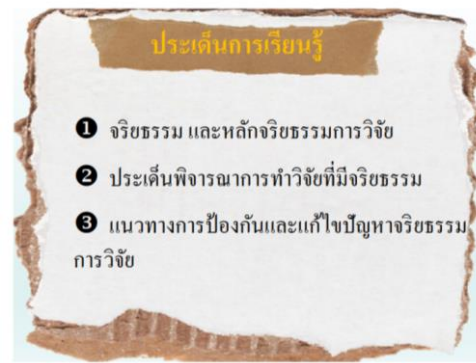 ประเด็นการเรียนรู้
❶ จริยธรรม และหลักจริยธรรมการวิจัย
❷ ประเด็นพิจารณาการทำวิจัยที่มีจริยธรรม
❸ แนวทางการป้องกันและแก้ไขปัญหาจริยธรรม
การวิจัย